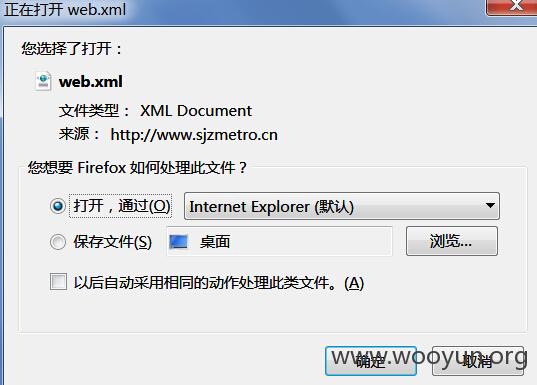 正在打开 web.xml
您选择了打开：
web.xml
文件类型： XML Document
来源： http://www.sjzmetro.cn
您想要 Firefox 如何处理此文件？
打开，通过(O) Internet Explorer (默认)
保存文件(S) 桌面 浏览...
以后自动采用相同的动作处理此类文件。(A)
确定 取消
www.wooyun.org